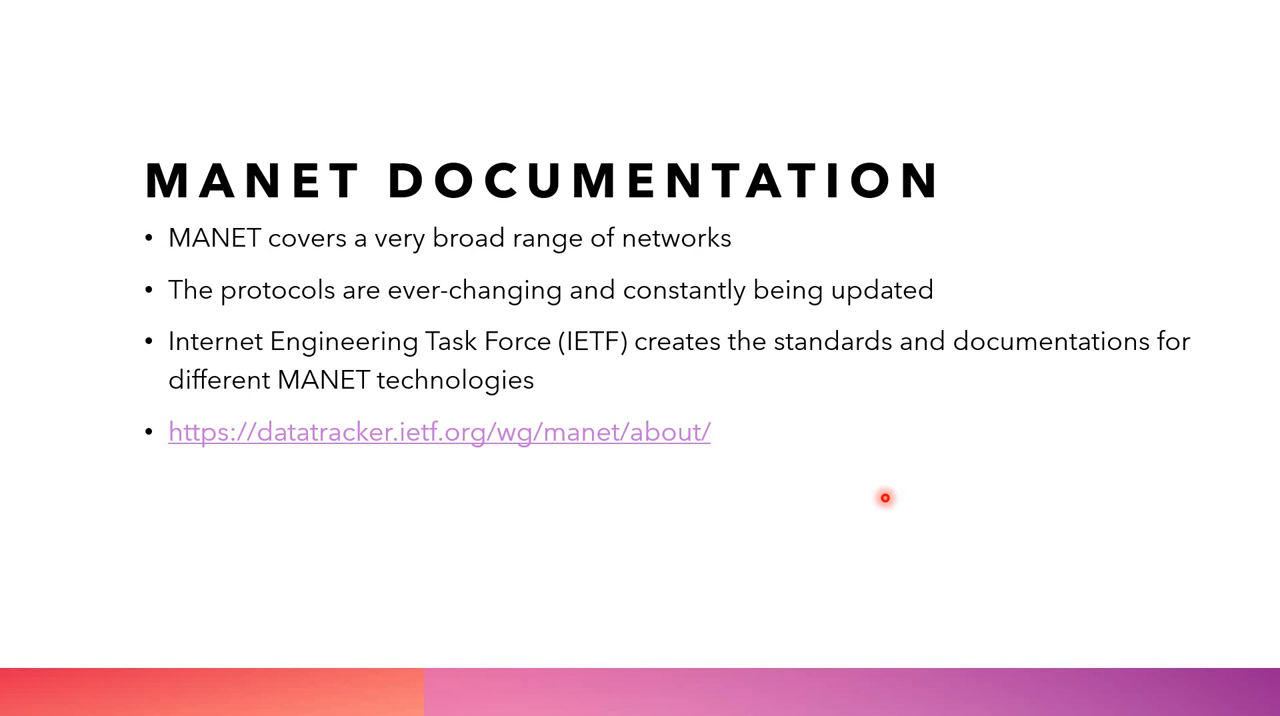 MANET DOCUMENTATION
• MANET covers a very broad range of networks
• The protocols are ever-changing and constantly being updated
• Internet Engineering Task Force (IETF) creates the standards and documentations for
different MANET technologies
• https://datatracker.ietf.org/wg/manet/about/